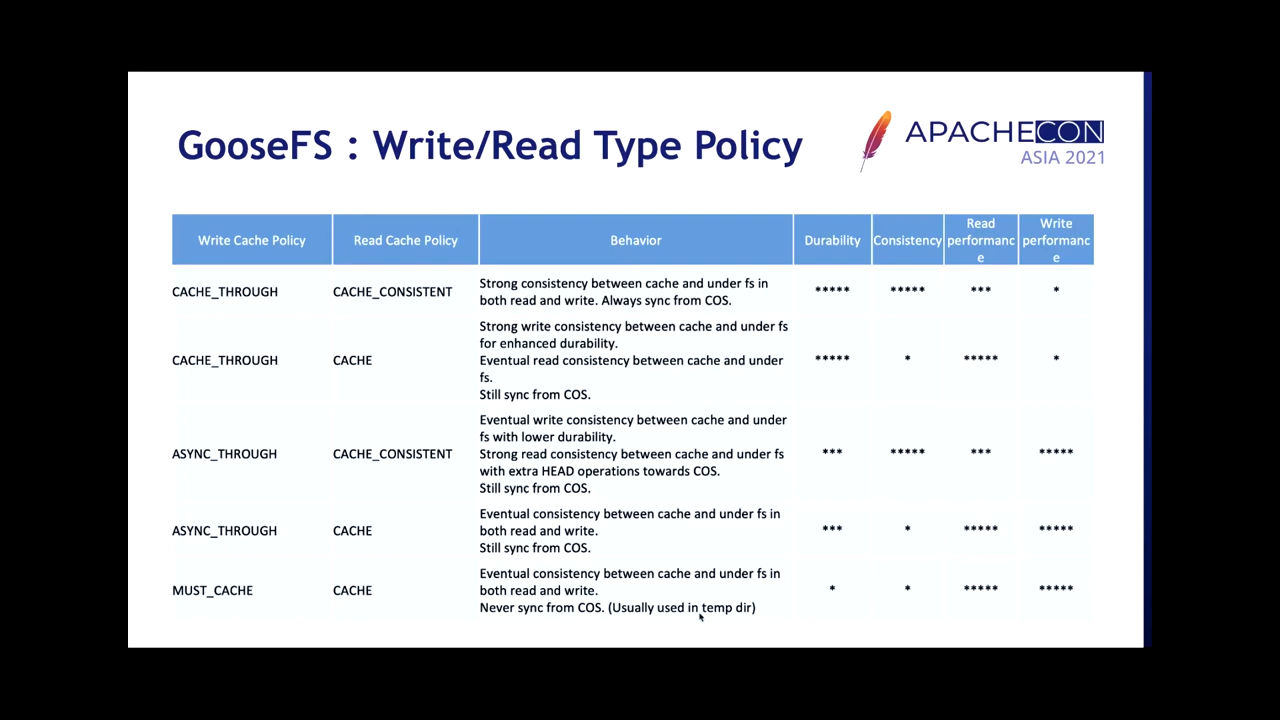 GooseFS : Write/Read Type Policy
APACHECON
ASIA 2021
Write Cache Policy
Read Cache Policy
Behavior
Durability
Consistency
Read
performanc
e
Write
performanc
e
CACHE_THROUGH
CACHE_CONSISTENT
Strong consistency between cache and under fs in
both read and write. Always sync from COS.
*****
*****
***
*
CACHE_THROUGH
CACHE
Strong write consistency between cache and under fs
for enhanced durability.
Eventual read consistency between cache and under
fs.
Still sync from COS.
*****
*
*****
*
ASYNC_THROUGH
CACHE_CONSISTENT
Eventual write consistency between cache and under
fs with lower durability.
Strong read consistency between cache and under fs
with extra HEAD operations towards COS.
Still sync from COS.
***
*****
***
*****
ASYNC_THROUGH
CACHE
Eventual consistency between cache and under fs in
both read and write.
Still sync from COS.
***
*
*****
*****
MUST_CACHE
CACHE
Eventual consistency between cache and under fs in
both read and write.
Never sync from COS. (Usually used in temp dir)
*
*
*****
*****